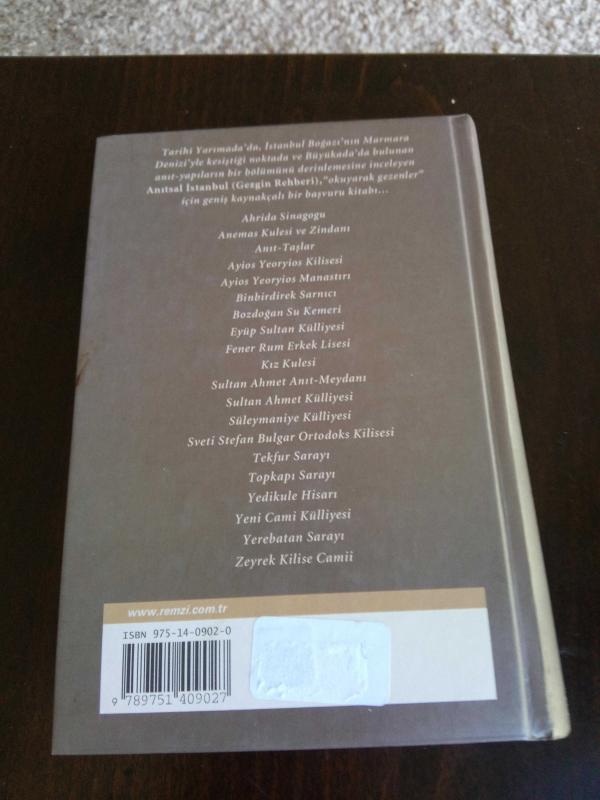 Tarihi Yarımada'da, İstanbul Boğazı'nın Marmara
Denizi'yle kesiştiği noktada ve Büyükada'da bulunan
anıt-yapıların bir bölümünü derinlemesine inceleyen
Anıtsal İstanbul (Gezgin Rehberi), "okuyarak gezenler"
için geniş kaynakçalı bir başvuru kitabı...
Ahrida Sinagogu
Anemas Kulesi ve Zindanı
Anıt-Taşlar
Ayios Yeoryios Kilisesi
Ayios Yeoryios Manastırı
Binbirdirek Sarnıcı
Bozdoğan Su Kemeri
Eyüp Sultan Külliyesi
Fener Rum Erkek Lisesi
Kız Kulesi
Sultan Ahmet Anıt-Meydanı
Sultan Ahmet Külliyesi
Süleymaniye Külliyesi
Sveti Stefan Bulgar Ortodoks Kilisesi
Tekfur Sarayı
Topkapı Sarayı
Yedikule Hisarı
Yeni Cami Külliyesi
Yerebatan Sarayı
Zeyrek Kilise Camii
www.remzi.com.tr
ISBN 975-14-0902-0
9 789751 409027